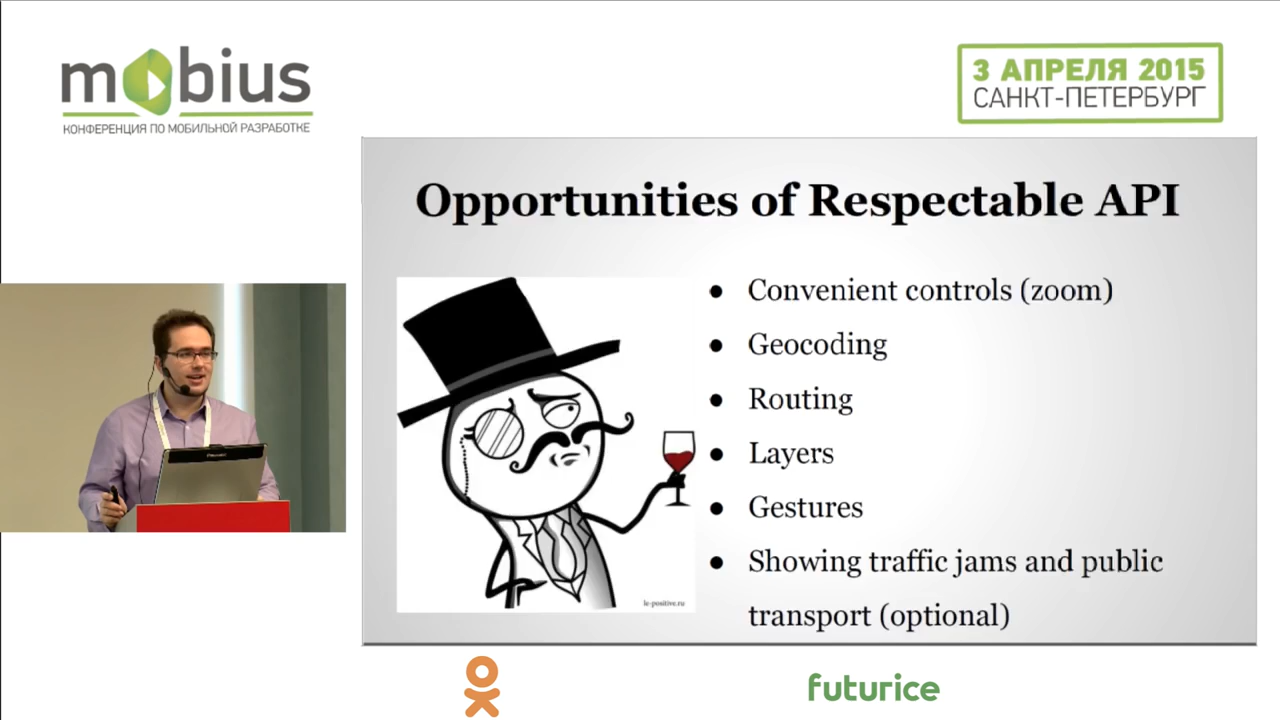 mobius
КОНФЕРЕНЦИЯ ПО МОБИЛЬНОЙ РАЗРАБОТКЕ
3 АПРЕЛЯ 2015
САНКТ-ПЕТЕРБУРГ
Opportunities of Respectable API
● Convenient controls (zoom)
● Geocoding
● Routing
● Layers
● Gestures
● Showing traffic jams and public
transport (optional)
le-positive.ru
futurice